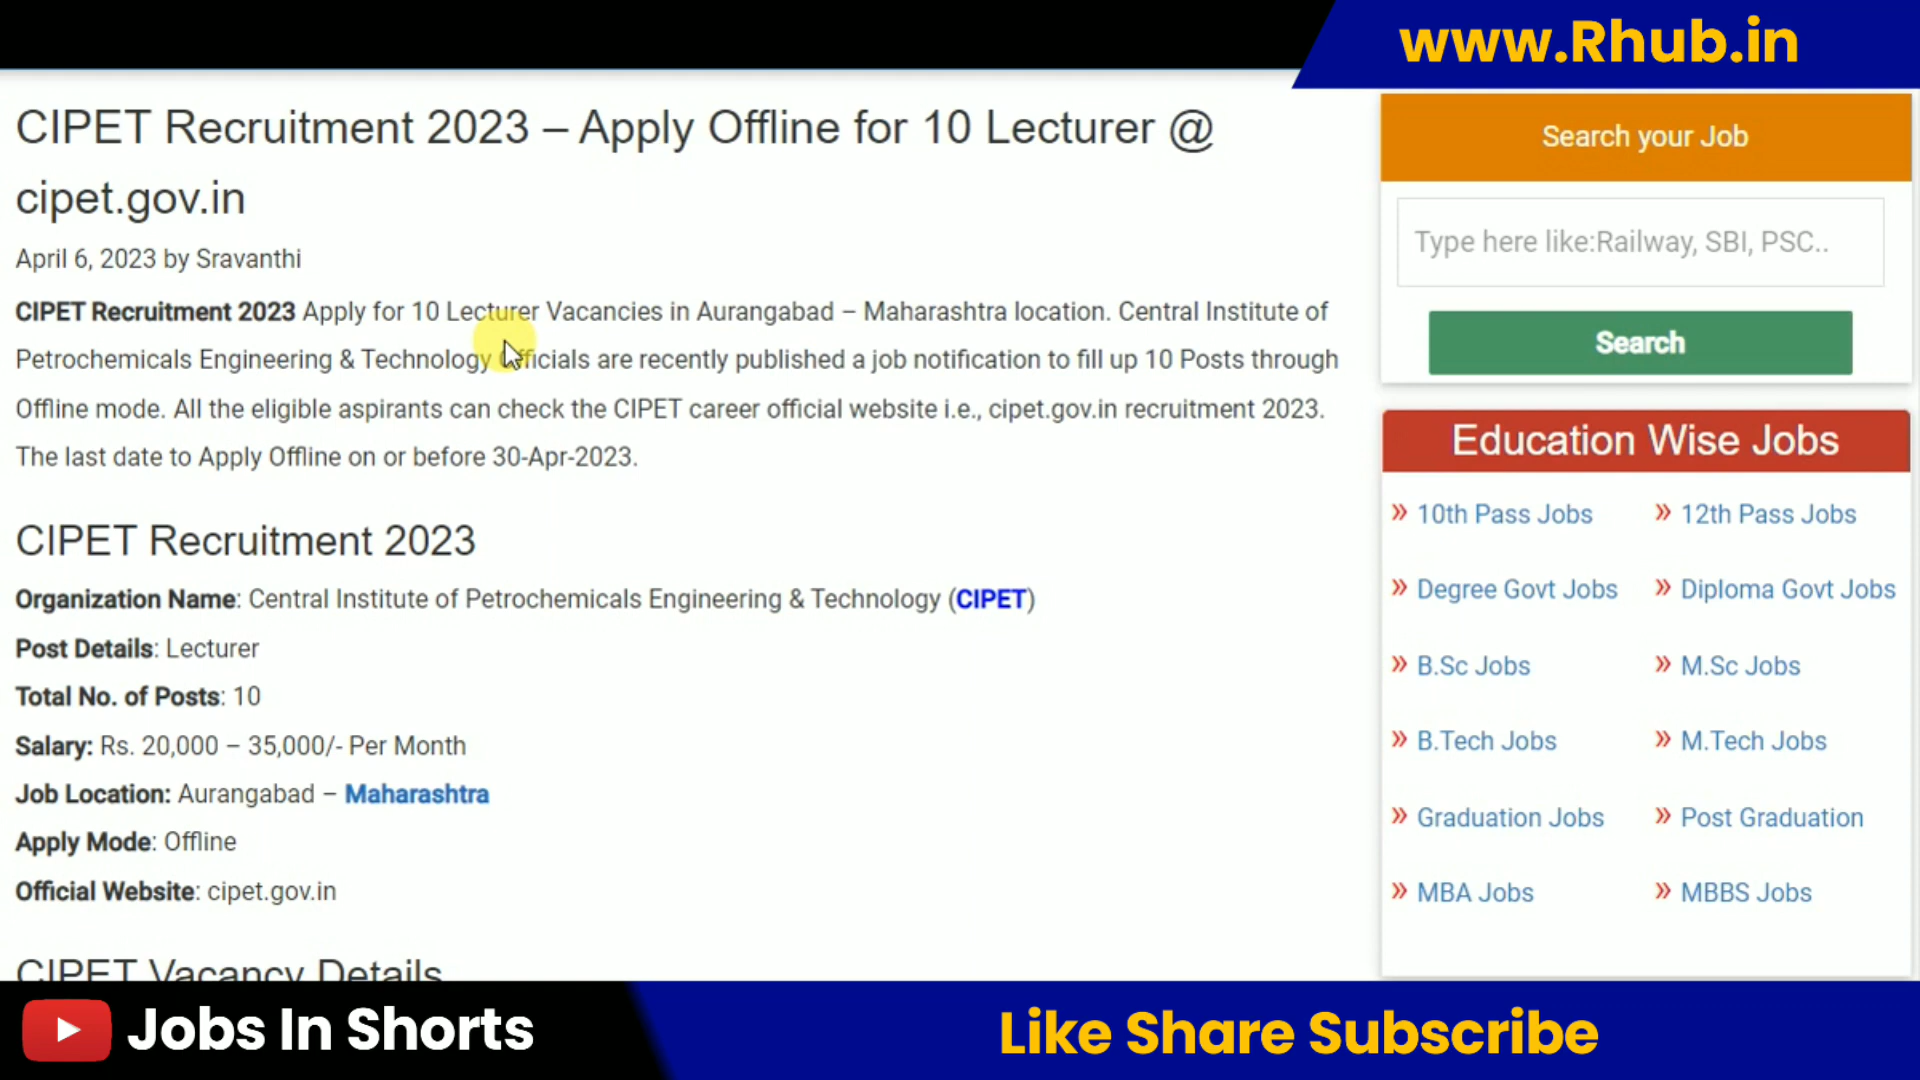 www.Rhub.in
CIPET Recruitment 2023 – Apply Offline for 10 Lecturer @
cipet.gov.in
April 6, 2023 by Sravanthi
CIPET Recruitment 2023 Apply for 10 Lecturer Vacancies in Aurangabad – Maharashtra location. Central Institute of
Petrochemicals Engineering & Technology Officials are recently published a job notification to fill up 10 Posts through
Offline mode. All the eligible aspirants can check the CIPET career official website i.e., cipet.gov.in recruitment 2023.
The last date to Apply Offline on or before 30-Apr-2023.
CIPET Recruitment 2023
Organization Name: Central Institute of Petrochemicals Engineering & Technology (CIPET)
Post Details: Lecturer
Total No. of Posts: 10
Salary: Rs. 20,000 – 35,000/- Per Month
Job Location: Aurangabad – Maharashtra
Apply Mode: Offline
Official Website: cipet.gov.in
CIPET Vacancy Details
Search your Job
Type here like:Railway, SBI, PSC..
Search
Education Wise Jobs
» 10th Pass Jobs » 12th Pass Jobs
» Degree Govt Jobs » Diploma Govt Jobs
» B.Sc Jobs » M.Sc Jobs
» B.Tech Jobs » M.Tech Jobs
» Graduation Jobs » Post Graduation
» MBA Jobs » MBBS Jobs
Jobs In Shorts
Like Share Subscribe